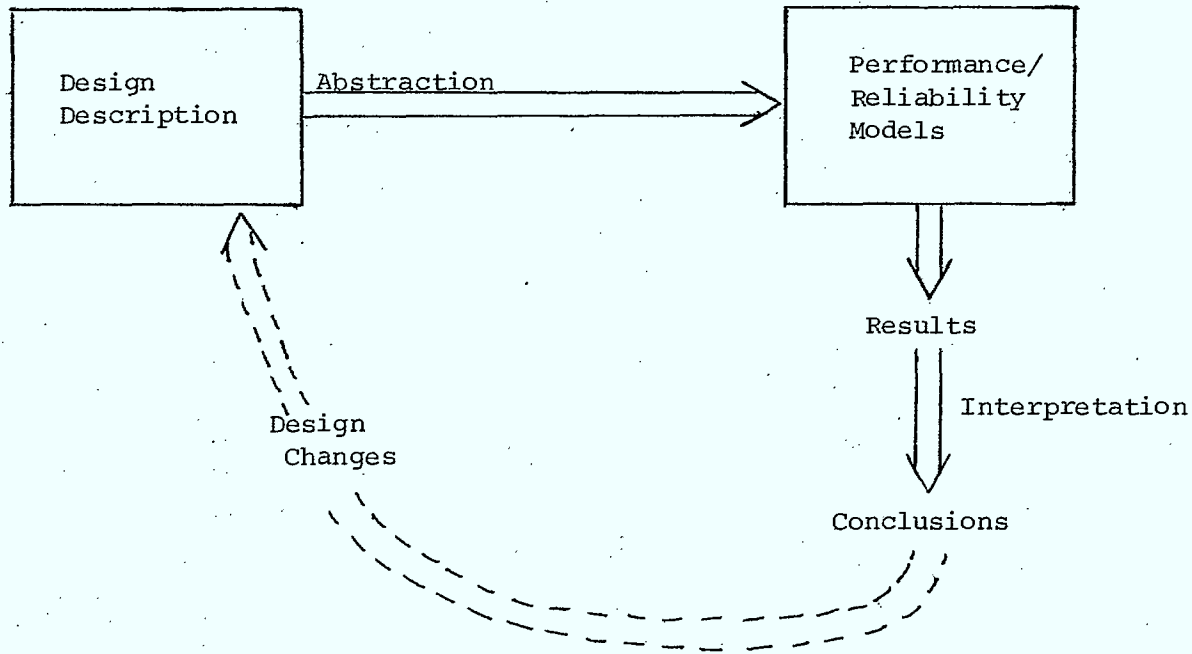 Design
Description
Abstraction
Performance/
Reliability
Models
Results
Interpretation
Conclusions
Design
Changes